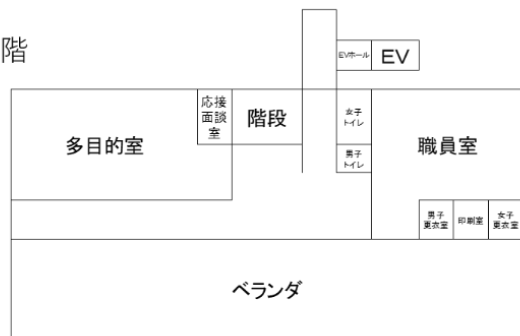 階
EVホール
EV
応接
面談
室
階段
女子
トイレ
多目的室
職員室
男子
トイレ
男子
更衣室
印刷室
女子
更衣室
ベランダ